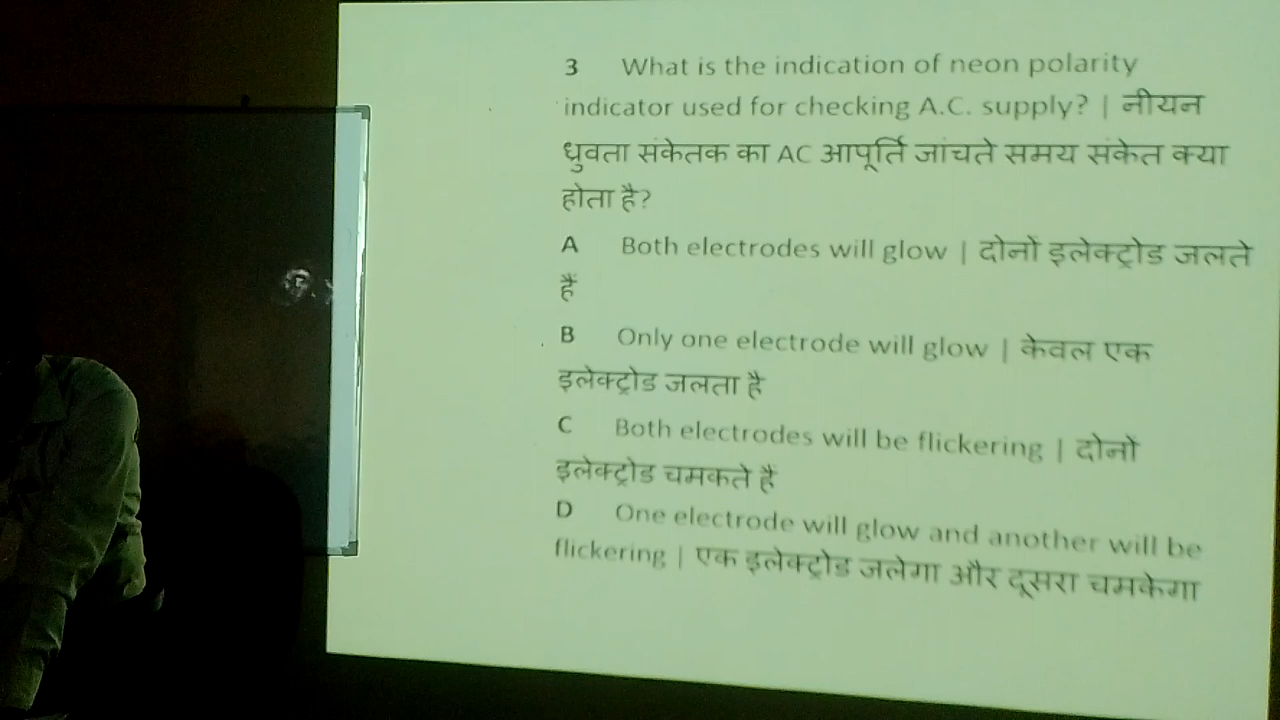 3 What is the indication of neon polarity
indicator used for checking A.C. supply? | नीयन
ध्रुवता संकेतक का AC आपूर्ति जांचते समय संकेत क्या
होता है?
A Both electrodes will glow | दोनों इलेक्ट्रोड जलते
हैं
B Only one electrode will glow | केवल एक
इलेक्ट्रोड जलता है
C Both electrodes will be flickering | दोनों
इलेक्ट्रोड चमकते हैं
D One electrode will glow and another will be
flickering | एक इलेक्ट्रोड जलेगा और दूसरा चमकेगा